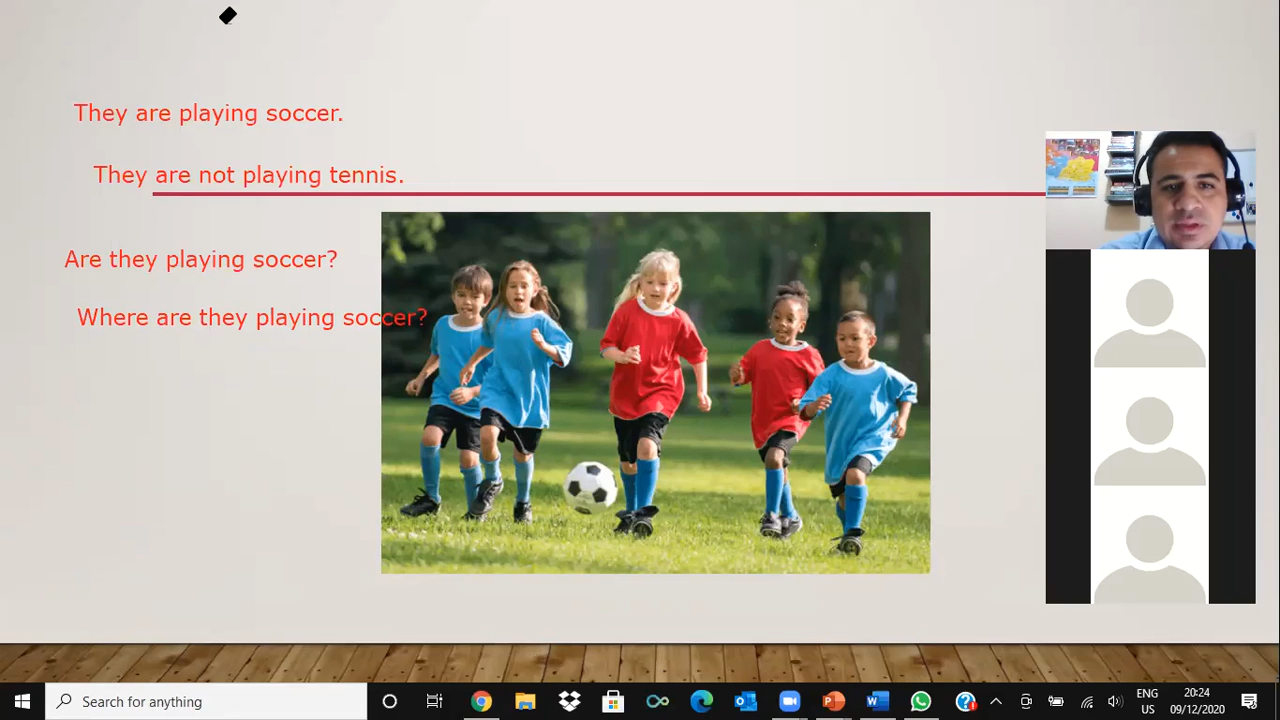 They are playing soccer.
They are not playing tennis.
Are they playing soccer?
Where are they playing soccer?
Search for anything
ENG
US
20:24
09/12/2020